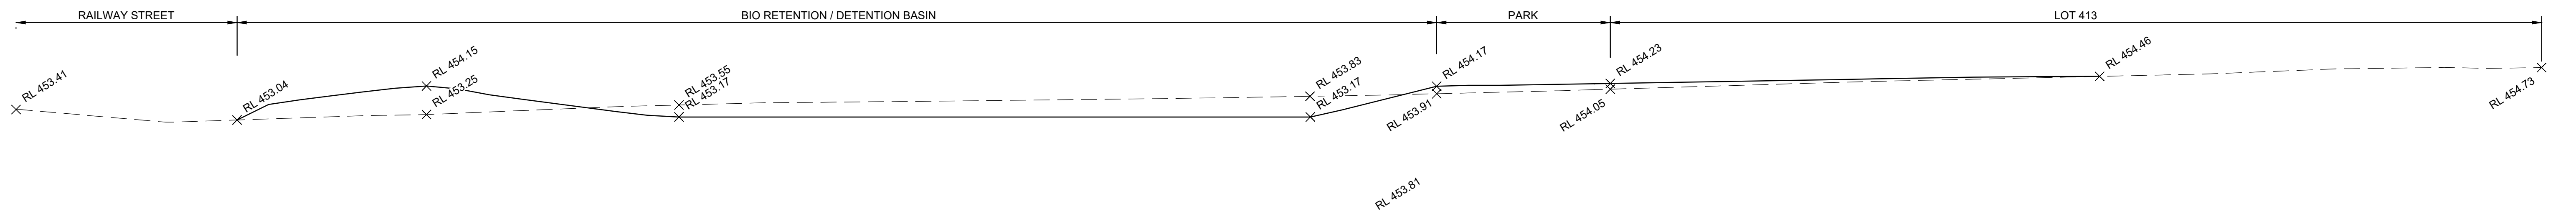 RAILWAY STREET
BIO RETENTION / DETENTION BASIN
PARK
LOT 413
RL 453.41
RL 453.04
RL 454.15
RL 453.25
RL 453.55
RL 453.17
RL 453.83
RL 453.17
RL 454.17
RL 453.91
RL 454.23
RL 454.05
RL 454.46
RL 454.73
RL 453.81